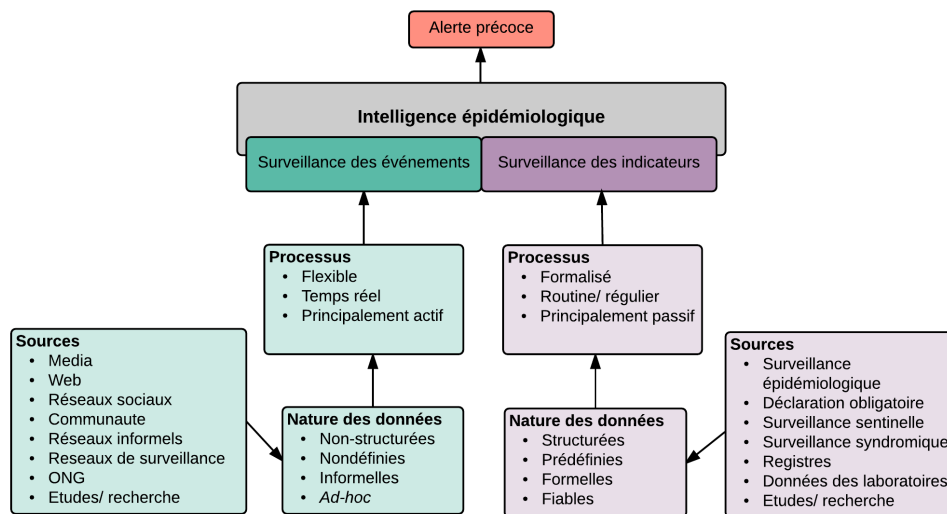 Alerte précoce
Intelligence épidémiologique
Surveillance des événements
Surveillance des indicateurs
Processus
• Flexible
• Temps réel
• Principalement actif
Processus
• Formalisé
• Routine/ régulier
• Principalement passif
Sources
• Media
• Web
• Réseaux sociaux
• Communaute
• Réseaux informels
• Reseaux de surveillance
• ONG
• Etudes/ recherche
Nature des données
• Non-structurées
• Nondéfinies
• Informelles
• Ad-hoc
Nature des données
• Structurées
• Prédéfinies
• Formelles
• Fiables
Sources
• Surveillance
épidémiologique
• Déclaration obligatoire
• Surveillance sentinelle
• Surveillance syndromique
• Registres
• Données des laboratoires
• Etudes/ recherche